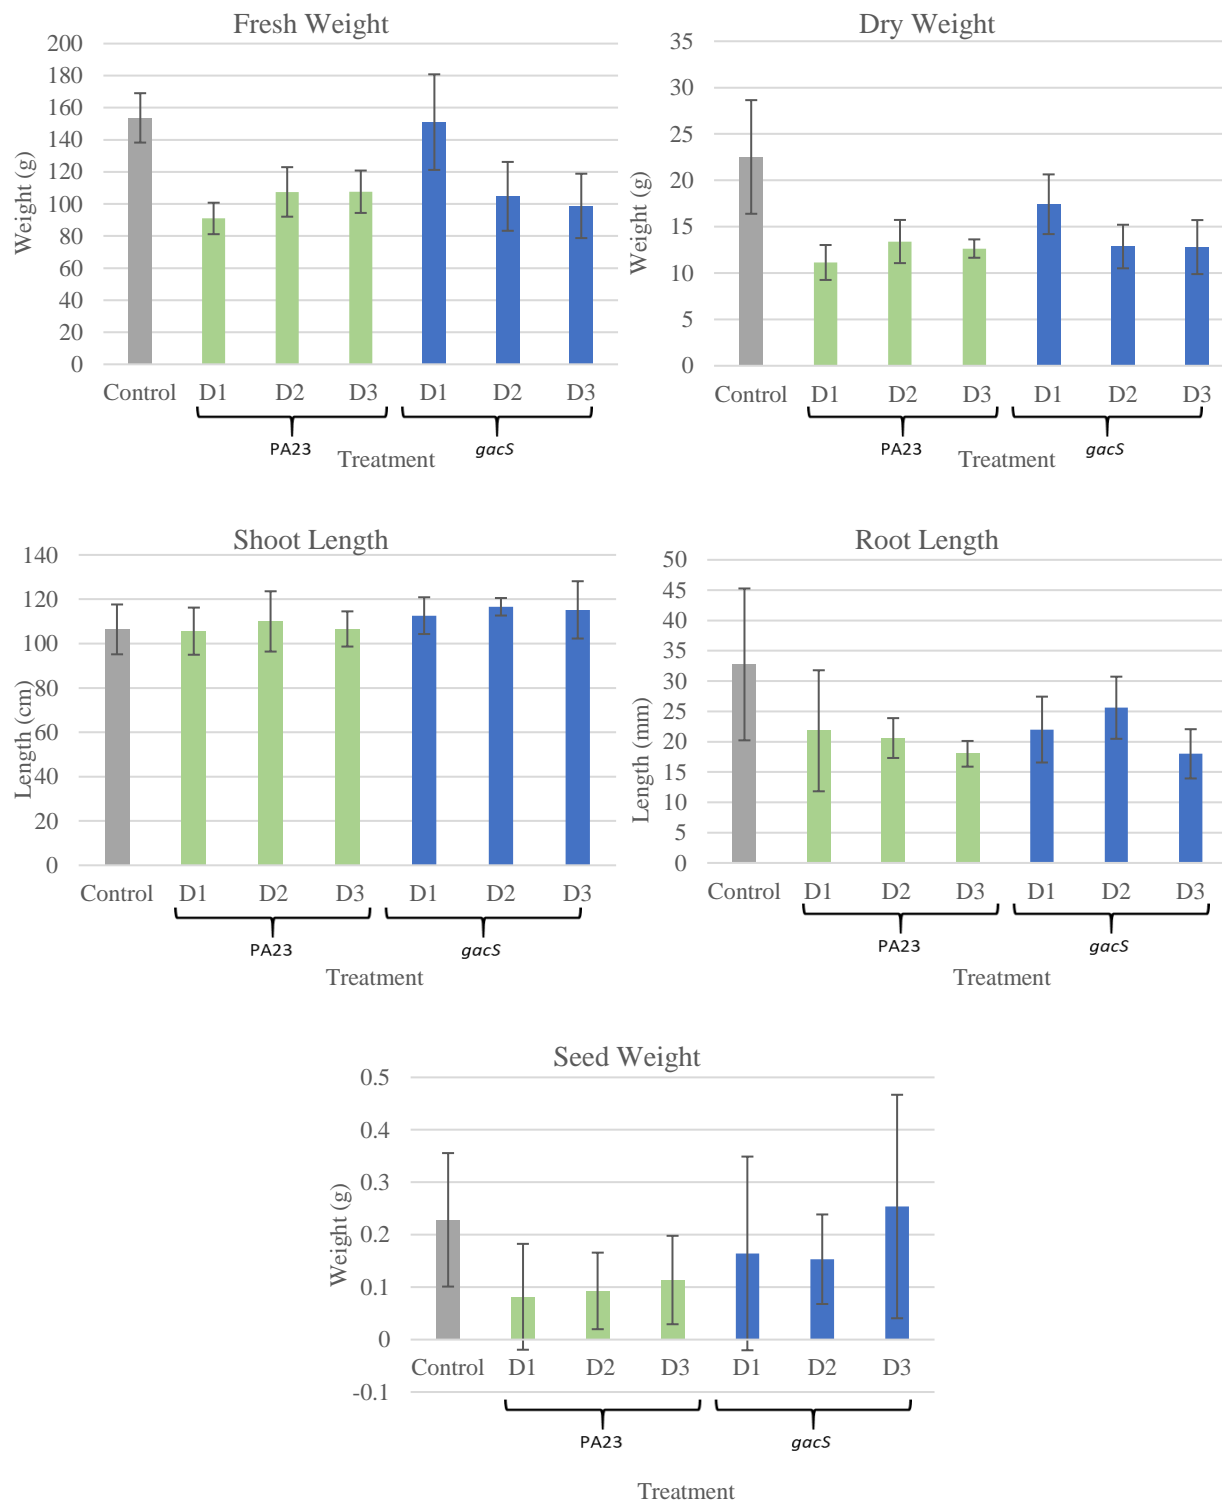 Fresh Weight
200
180
160
140
120
100
80
60
40
20
0
Weight (g)
Control D1 D2 D3 D1 D2 D3
PA23 gacS
Treatment
Dry Weight
35
30
25
20
15
10
5
0
Weight (g)
Control D1 D2 D3 D1 D2 D3
PA23 gacS
Treatment
Shoot Length
140
120
100
80
60
40
20
0
Length (cm)
Control D1 D2 D3 D1 D2 D3
PA23 gacS
Treatment
Root Length
50
45
40
35
30
25
20
15
10
5
0
Length (mm)
Control D1 D2 D3 D1 D2 D3
PA23 gacS
Treatment
Seed Weight
0.5
0.4
0.3
0.2
0.1
0
-0.1
Weight (g)
Control D1 D2 D3 D1 D2 D3
PA23 gacS
Treatment